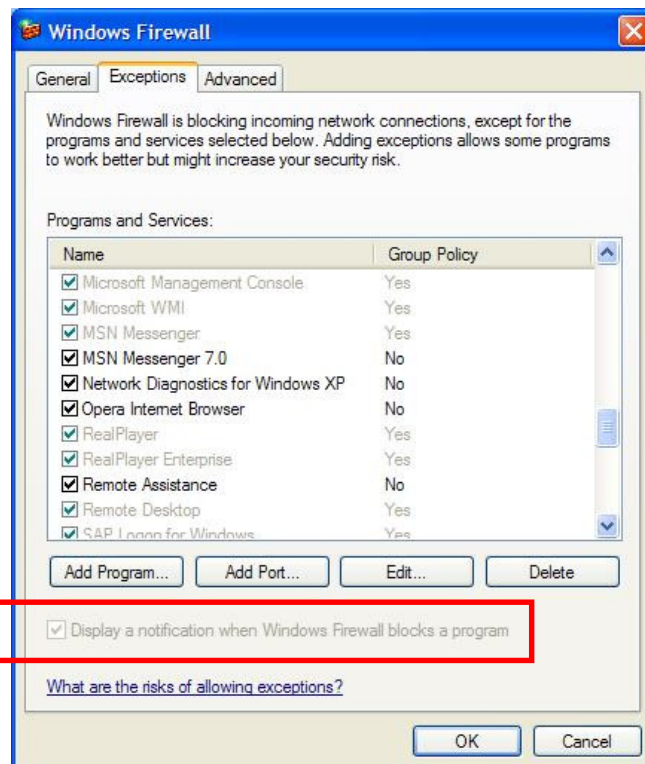 Windows Firewall
General Exceptions Advanced
Windows Firewall is blocking incoming network connections, except for the
programs and services selected below. Adding exceptions allows some programs
to work better but might increase your security risk.
Programs and Services:
Name Group Policy
Microsoft Management Console Yes
Microsoft WMI Yes
MSN Messenger Yes
MSN Messenger 7.0 No
Network Diagnostics for Windows XP No
Opera Internet Browser No
RealPlayer Yes
RealPlayer Enterprise Yes
Remote Assistance No
Remote Desktop Yes
SAP Logon for Windows Yes
Add Program... Add Port... Edit... Delete
Display a notification when Windows Firewall blocks a program
What are the risks of allowing exceptions?
OK Cancel